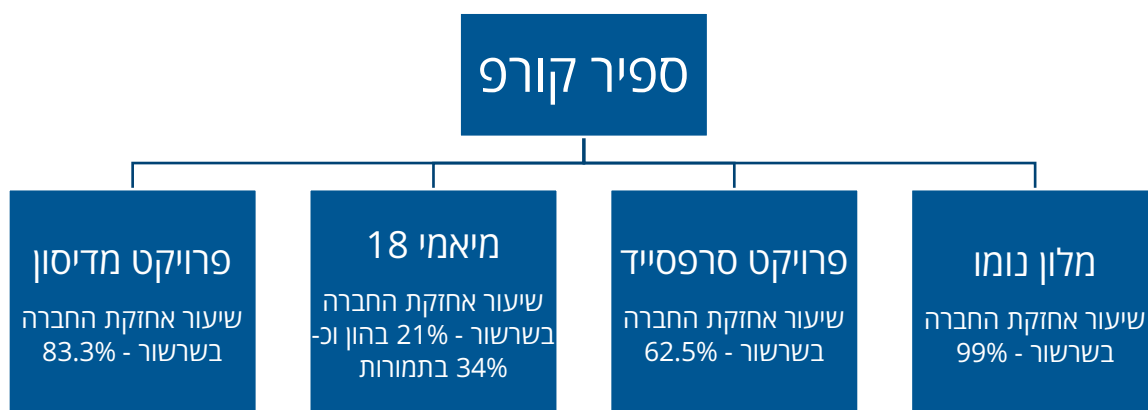 ספיר קורפ
מלון נומו
שיעור אחזקת החברה
בשרשור - 99%
פרויקט סרפסייד
שיעור אחזקת החברה
בשרשור - 62.5%
מיאמי 18
שיעור אחזקת החברה
בשרשור - 21% בהון וכ-
34% בתמורות
פרויקט מדיסון
שיעור אחזקת החברה
בשרשור - 83.3%